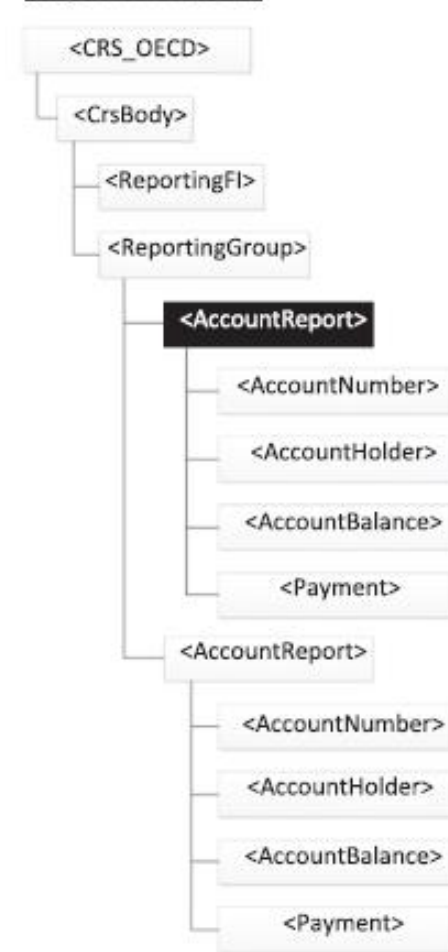 <CRS_OECD>
<CrsBody>
<ReportingFI>
<ReportingGroup>
<AccountReport>
<AccountNumber>
<AccountHolder>
<AccountBalance>
<Payment>
<AccountReport>
<AccountNumber>
<AccountHolder>
<AccountBalance>
<Payment>